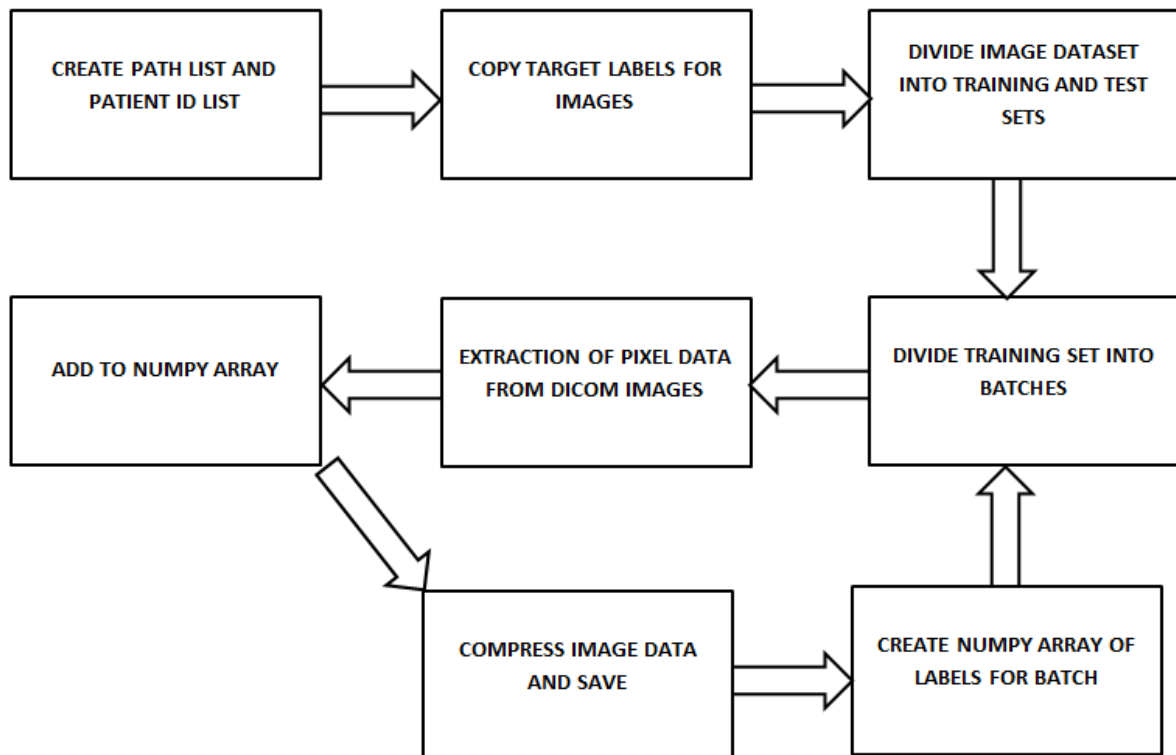 CREATE PATH LIST AND
PATIENT ID LIST
COPY TARGET LABELS FOR
IMAGES
DIVIDE IMAGE DATASET
INTO TRAINING AND TEST
SETS
ADD TO NUMPY ARRAY
EXTRACTION OF PIXEL DATA
FROM DICOM IMAGES
DIVIDE TRAINING SET INTO
BATCHES
COMPRESS IMAGE DATA
AND SAVE
CREATE NUMPY ARRAY OF
LABELS FOR BATCH